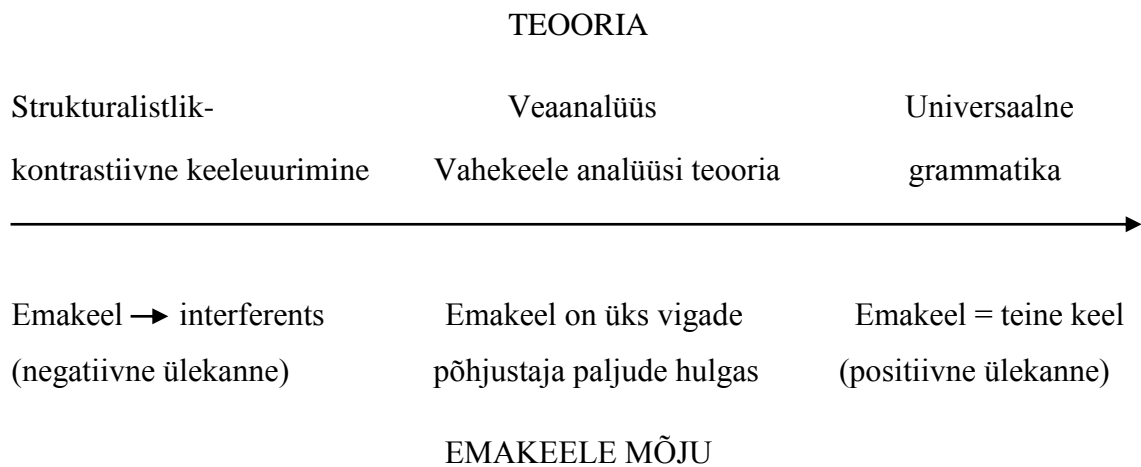 TEOORIA
Strukturalistlik- Veaanalüüs Universaalne
kontrastiivne keeleuurimine Vahekeele analüüsi teooria grammatika
Emakeel → interferents Emakeel on üks vigade Emakeel = teine keel
(negatiivne ülekanne) põhjustaja paljude hulgas (positiivne ülekanne)
EMAKEELE MÕJU